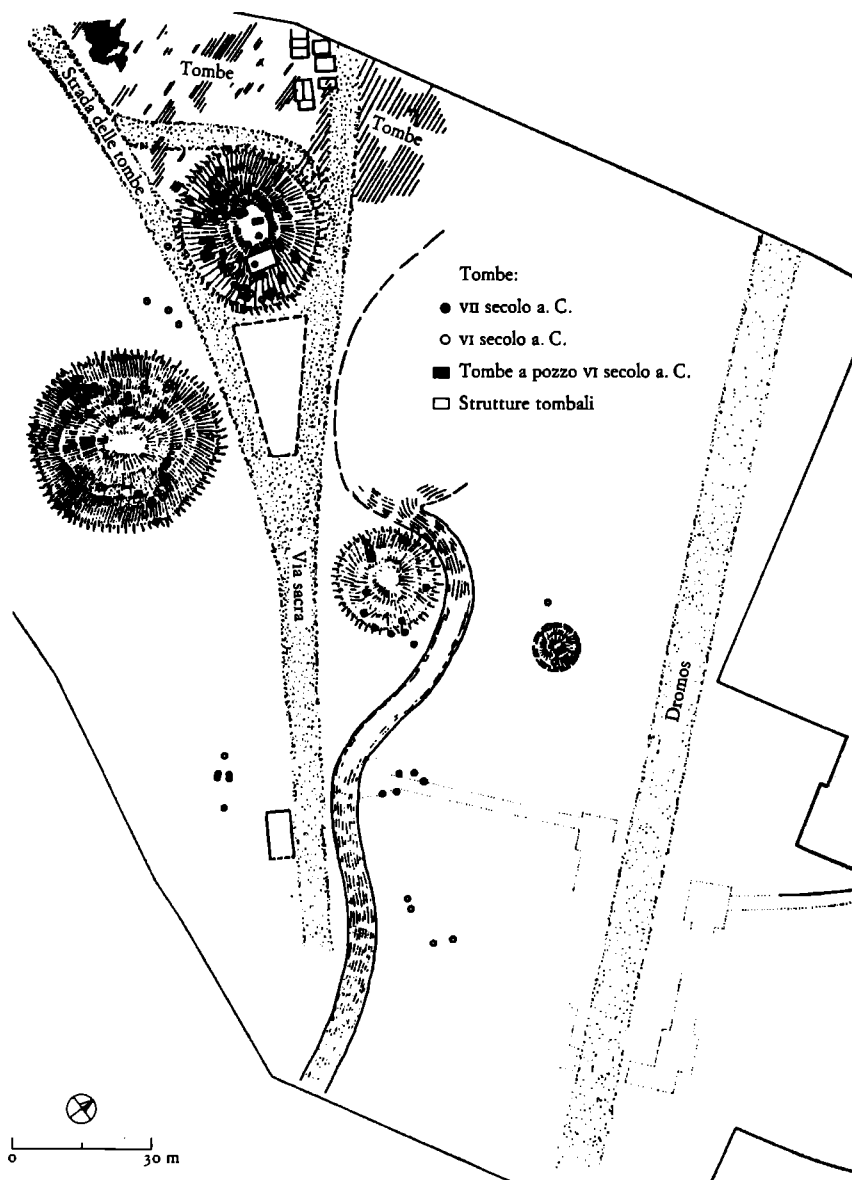 Tombe
Strada delle tombe
Tombe
Tombe:
VII secolo a. C.
VI secolo a. C.
Tombe a pozzo VI secolo a. C.
Strutture tombali
Via sacra
Dromos
0 30 m